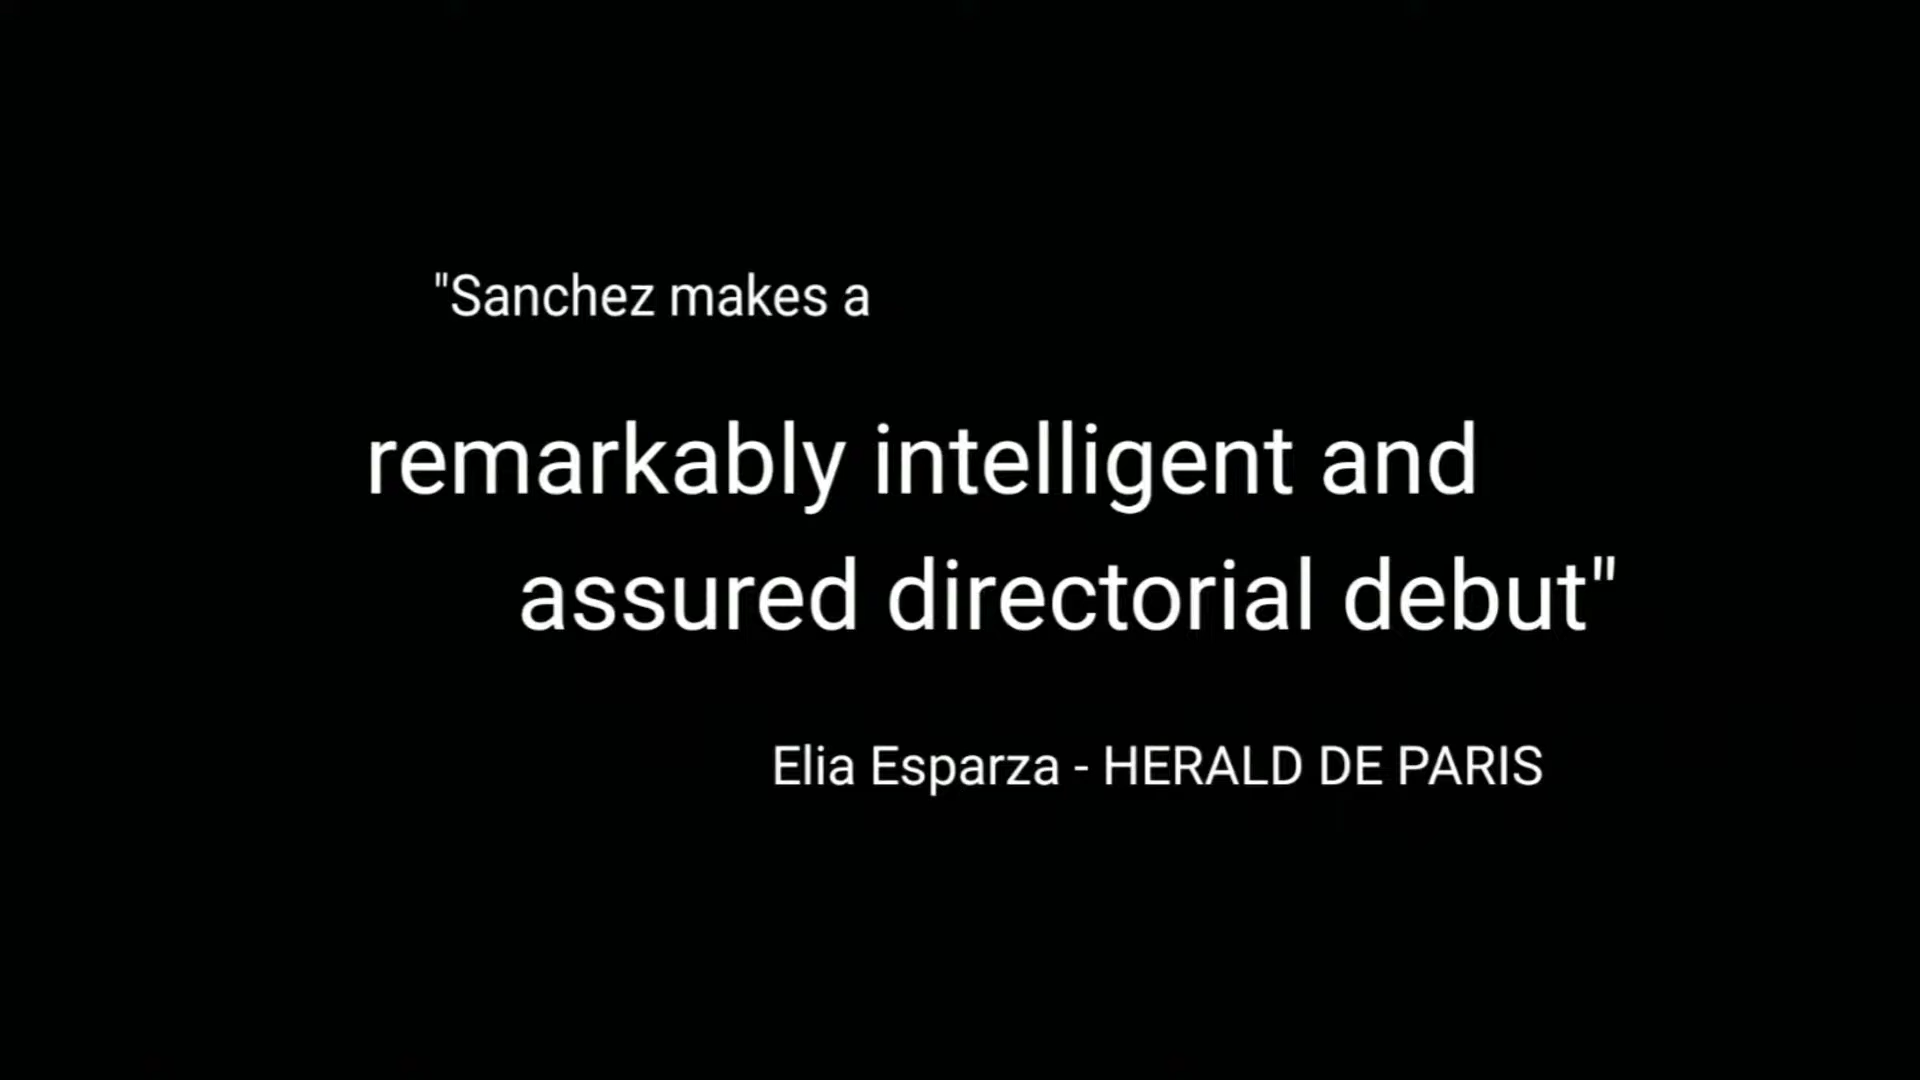 "Sanchez makes a
remarkably intelligent and
assured directorial debut"
Elia Esparza - HERALD DE PARIS